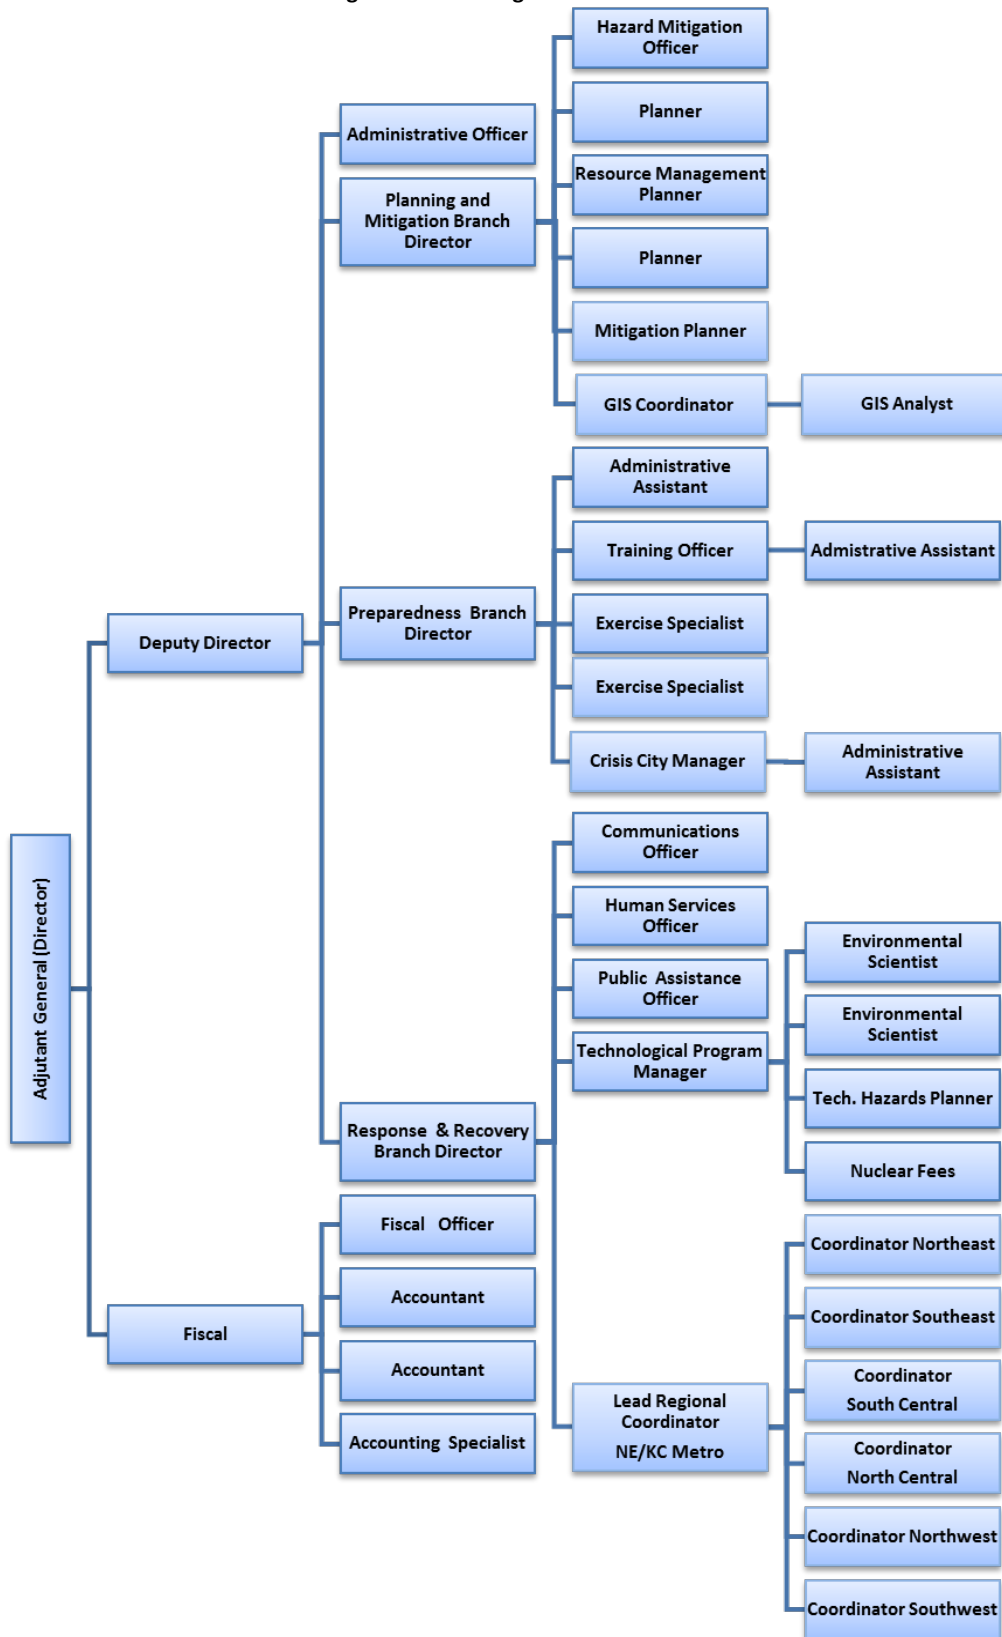 Hazard Mitigation
Officer
Planner
Administrative Officer
Resource Management
Planner
Planning and
Mitigation Branch
Director
Planner
Mitigation Planner
GIS Coordinator
GIS Analyst
Administrative
Assistant
Training Officer
Admistrative Assistant
Preparedness Branch
Director
Exercise Specialist
Deputy Director
Exercise Specialist
Crisis City Manager
Administrative
Assistant
Communications
Officer
Adjutant General (Director)
Human Services
Officer
Environmental
Scientist
Public Assistance
Officer
Environmental
Scientist
Technological Program
Manager
Tech. Hazards Planner
Response & Recovery
Branch Director
Nuclear Fees
Fiscal Officer
Coordinator Northeast
Accountant
Coordinator Southeast
Fiscal
Accountant
Coordinator
South Central
Lead Regional
Coordinator
NE/KC Metro
Accounting Specialist
Coordinator
North Central
Coordinator Northwest
Coordinator Southwest